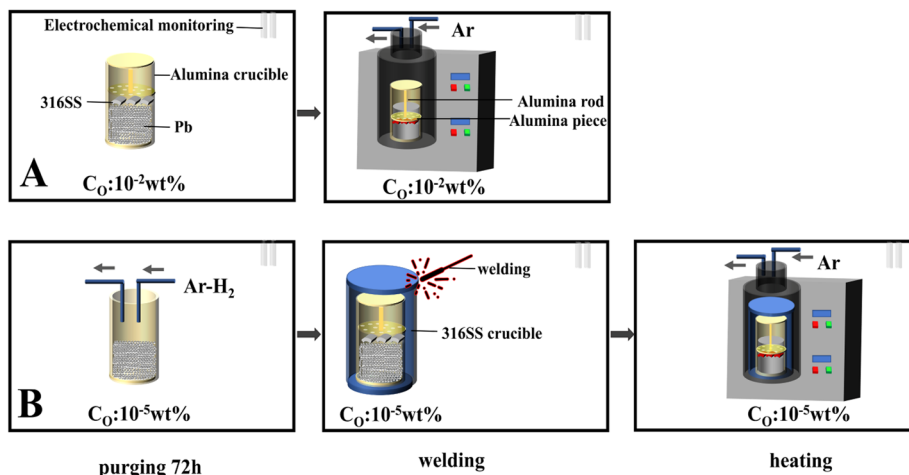 Electrochemical monitoring
Alumina crucible
316SS
Pb
C_O:10^-2wt%
A
Ar
Alumina rod
Alumina piece
C_O:10^-2wt%
Ar-H₂
C_O:10^-5wt%
B
purging 72h
welding
316SS crucible
C_O:10^-5wt%
welding
Ar
C_O:10^-5wt%
heating